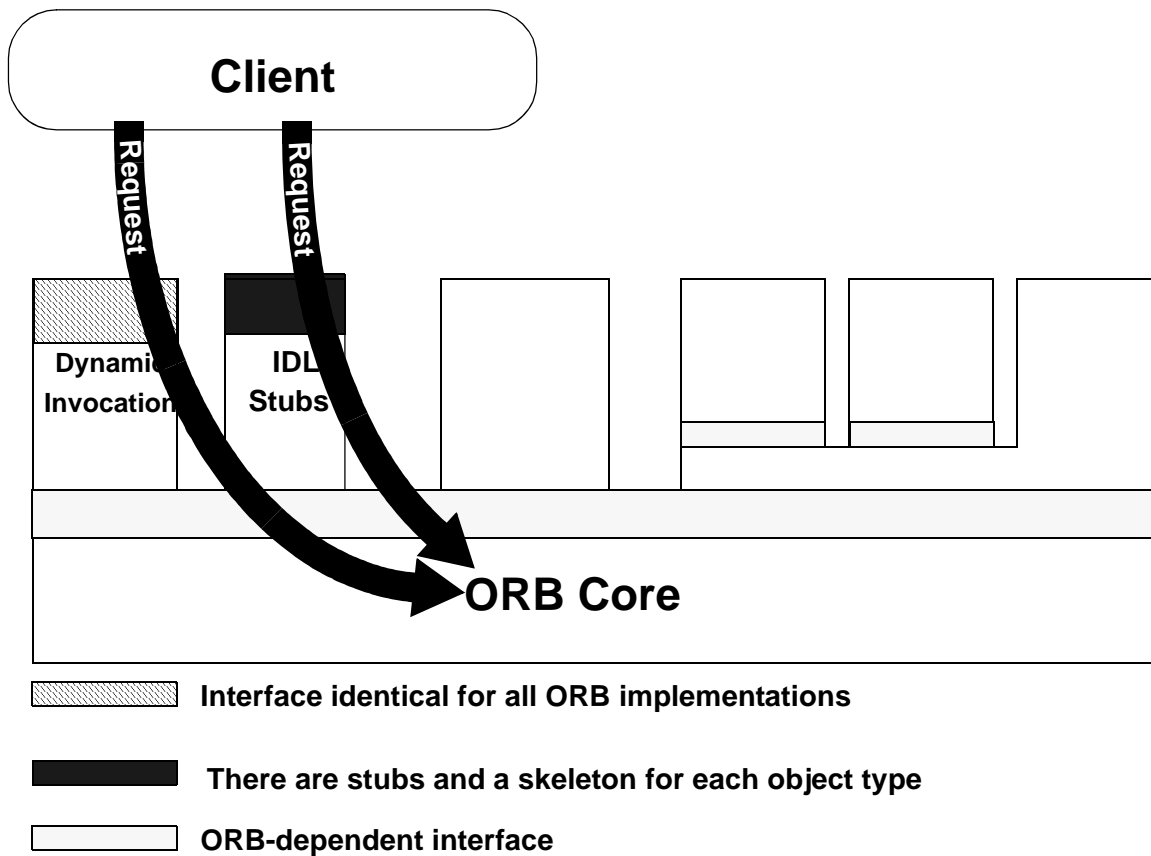 Client
Request
Request
Dynamic
Invocation
IDL
Stubs
ORB Core
Interface identical for all ORB implementations
There are stubs and a skeleton for each object type
ORB-dependent interface